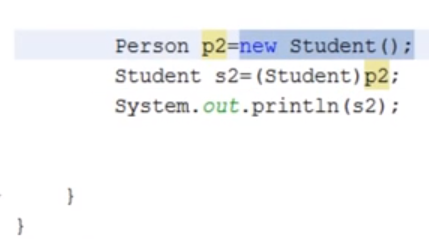 Person p2=new Student();
Student s2=(Student)p2;
System.out.println(s2);
}
}